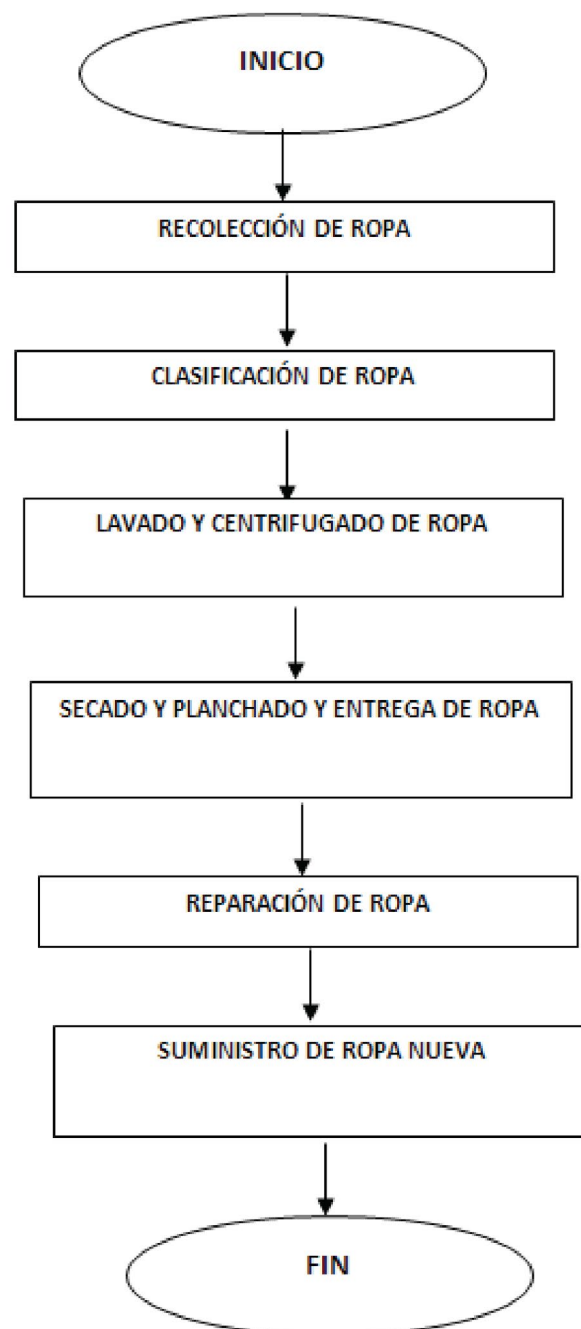 INICIO
RECOLECCIÓN DE ROPA
CLASIFICACIÓN DE ROPA
LAVADO Y CENTRIFUGADO DE ROPA
SECADO Y PLANCHADO Y ENTREGA DE ROPA
REPARACIÓN DE ROPA
SUMINISTRO DE ROPA NUEVA
FIN